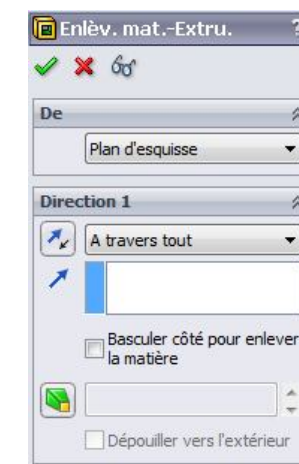 Enlèv. mat.-Extru. ?
De
Plan d'esquisse
Direction 1
A travers tout
Basculer côté pour enlever
la matière
Dépouiller vers l'extérieur